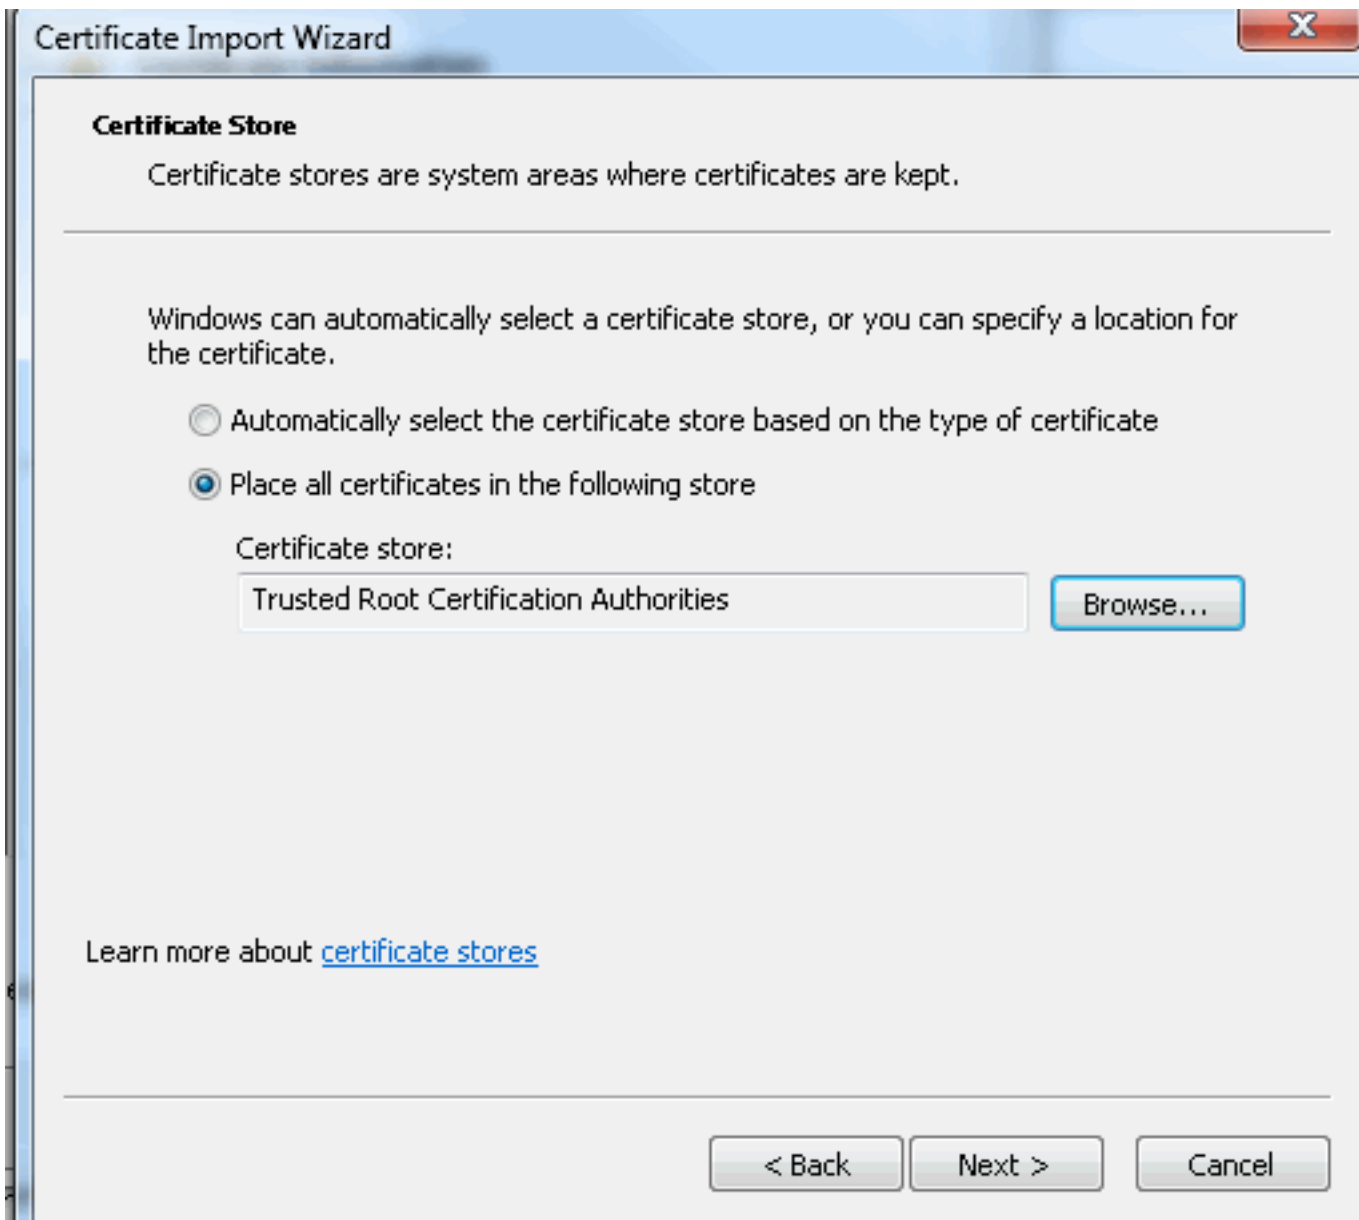 Certificate Import Wizard
Certificate Store
Certificate stores are system areas where certificates are kept.
Windows can automatically select a certificate store, or you can specify a location for
the certificate.
Automatically select the certificate store based on the type of certificate
Place all certificates in the following store
Certificate store:
Trusted Root Certification Authorities
Browse...
Learn more about certificate stores
< Back
Next >
Cancel